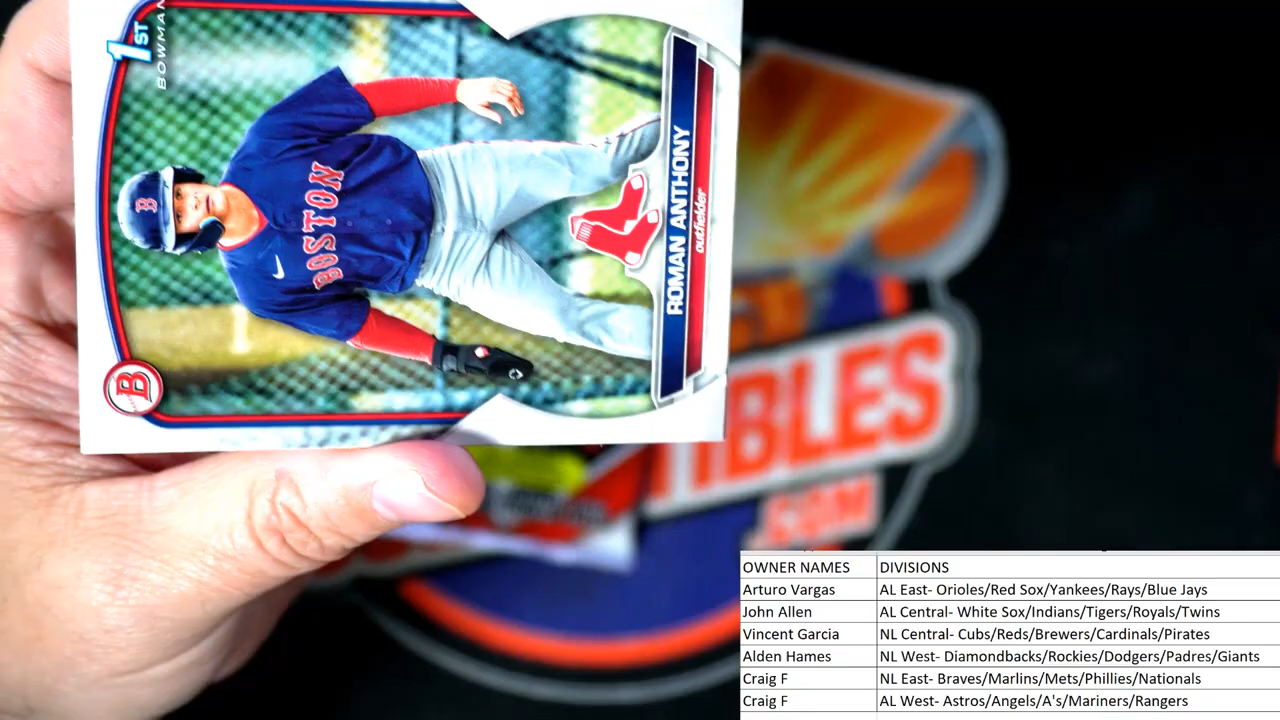 1ST
BOWMAN
B
BOSTON
B
ROMAN ANTHONY
outfielder
IBLES
.COM
OWNER NAMES DIVISIONS
Arturo Vargas AL East- Orioles/Red Sox/Yankees/Rays/Blue Jays
John Allen AL Central- White Sox/Indians/Tigers/Royals/Twins
Vincent Garcia NL Central- Cubs/Reds/Brewers/Cardinals/Pirates
Alden Hames NL West- Diamondbacks/Rockies/Dodgers/Padres/Giants
Craig F NL East- Braves/Marlins/Mets/Phillies/Nationals
Craig F AL West- Astros/Angels/A's/Mariners/Rangers